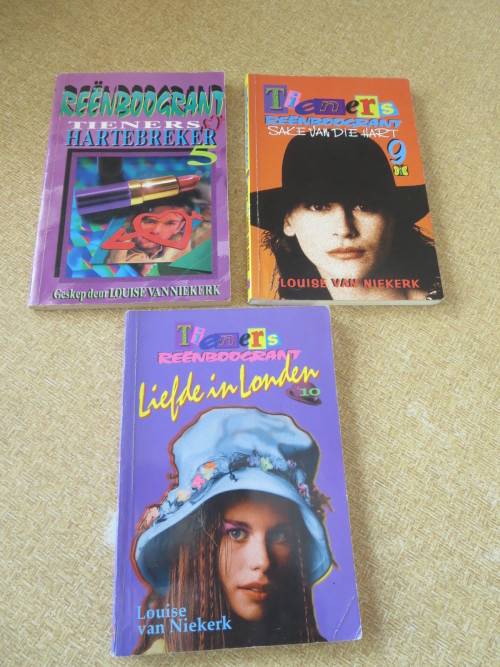 REËNBOOGRANT
TIENERS
HARTEBREKER
5
Geskep deur LOUISE VAN NIEKERK
Tieners
REËNBOOGRANT
SAKE VAN DIE HART
9
LOUISE VAN NIEKERK
Tieners
REËNBOOGRANT
Liefde in Londen
10
Louise
van Niekerk